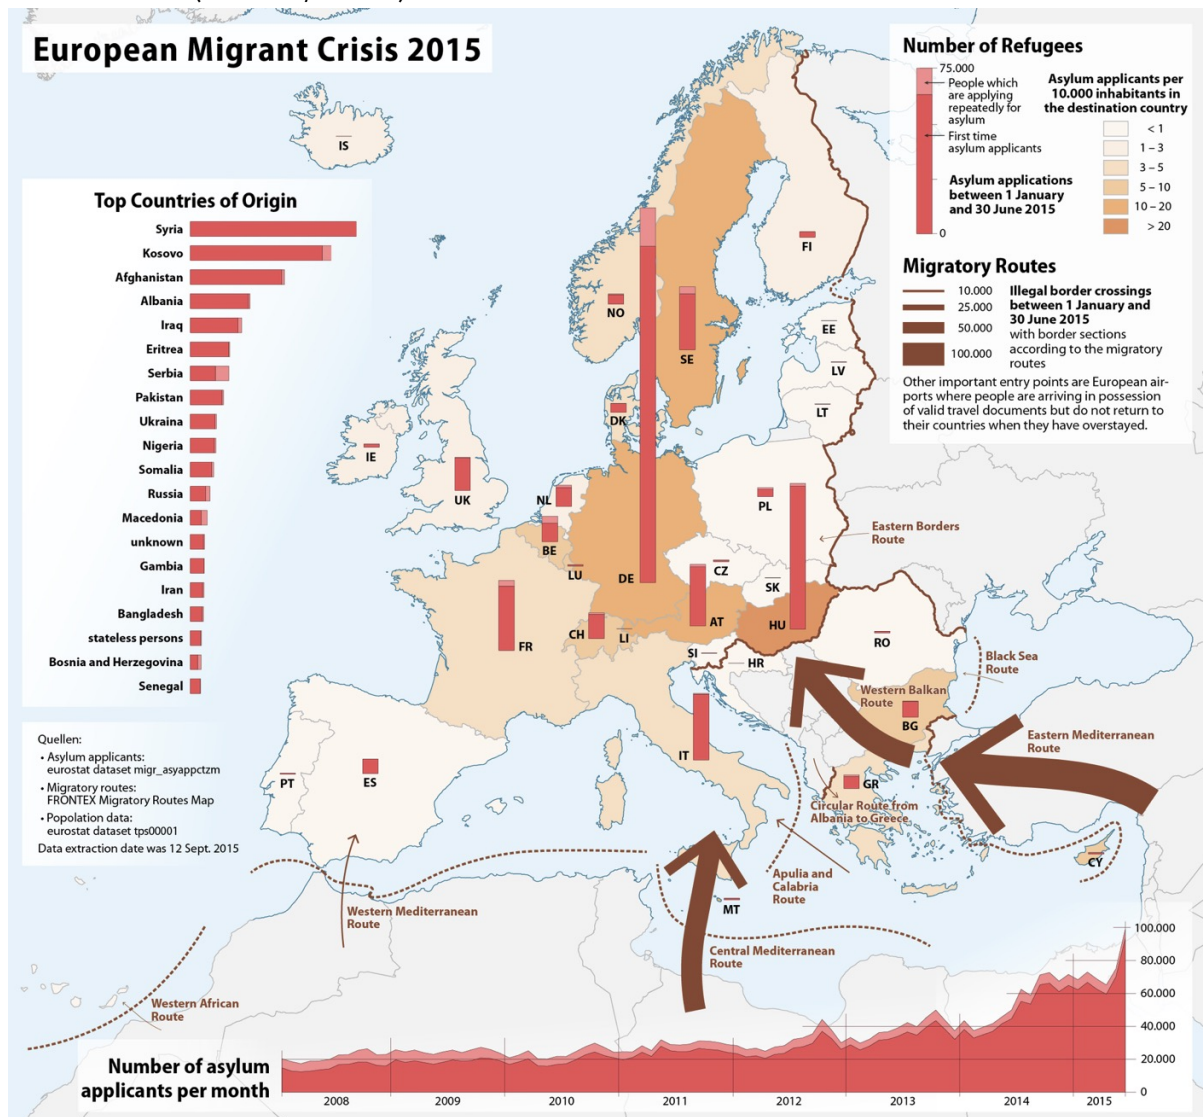 European Migrant Crisis 2015
Number of Refugees
75.000
People which
are applying
repeatedly for
asylum
First time
asylum applicants
Asylum applications
between 1 January
and 30 June 2015
0
Asylum applicants per
10.000 inhabitants in
the destination country
< 1
1 – 3
3 – 5
5 – 10
10 – 20
> 20
Migratory Routes
10.000
25.000
50.000
100.000
Illegal border crossings
between 1 January and
30 June 2015
with border sections
according to the migratory
routes
Other important entry points are European air-
ports where people are arriving in possession
of valid travel documents but do not return to
their countries when they have overstayed.
Top Countries of Origin
Syria
Kosovo
Afghanistan
Albania
Iraq
Eritrea
Serbia
Pakistan
Ukraina
Nigeria
Somalia
Russia
Macedonia
unknown
Gambia
Iran
Bangladesh
stateless persons
Bosnia and Herzegovina
Senegal
Quellen:
• Asylum applicants:
eurostat dataset migr_asyappctzm
• Migratory routes:
FRONTEX Migratory Routes Map
• Popolation data:
eurostat dataset tps00001
Data extraction date was 12 Sept. 2015
IS
FI
NO
SE
EE
LV
LT
DK
IE
UK
NL
BE
LU
DE
PL
CZ
SK
AT
HU
CH
LI
FR
SI
HR
RO
BG
IT
GR
PT
ES
MT
CY
Eastern Borders
Route
Black Sea
Route
Western Balkan
Route
Eastern Mediterranean
Route
Circular Route from
Albania to Greece
Apulia and
Calabria
Route
Central Mediterranean
Route
Western Mediterranean
Route
Western African
Route
Number of asylum
applicants per month
100.000
80.000
60.000
40.000
20.000
0
2008
2009
2010
2011
2012
2013
2014
2015